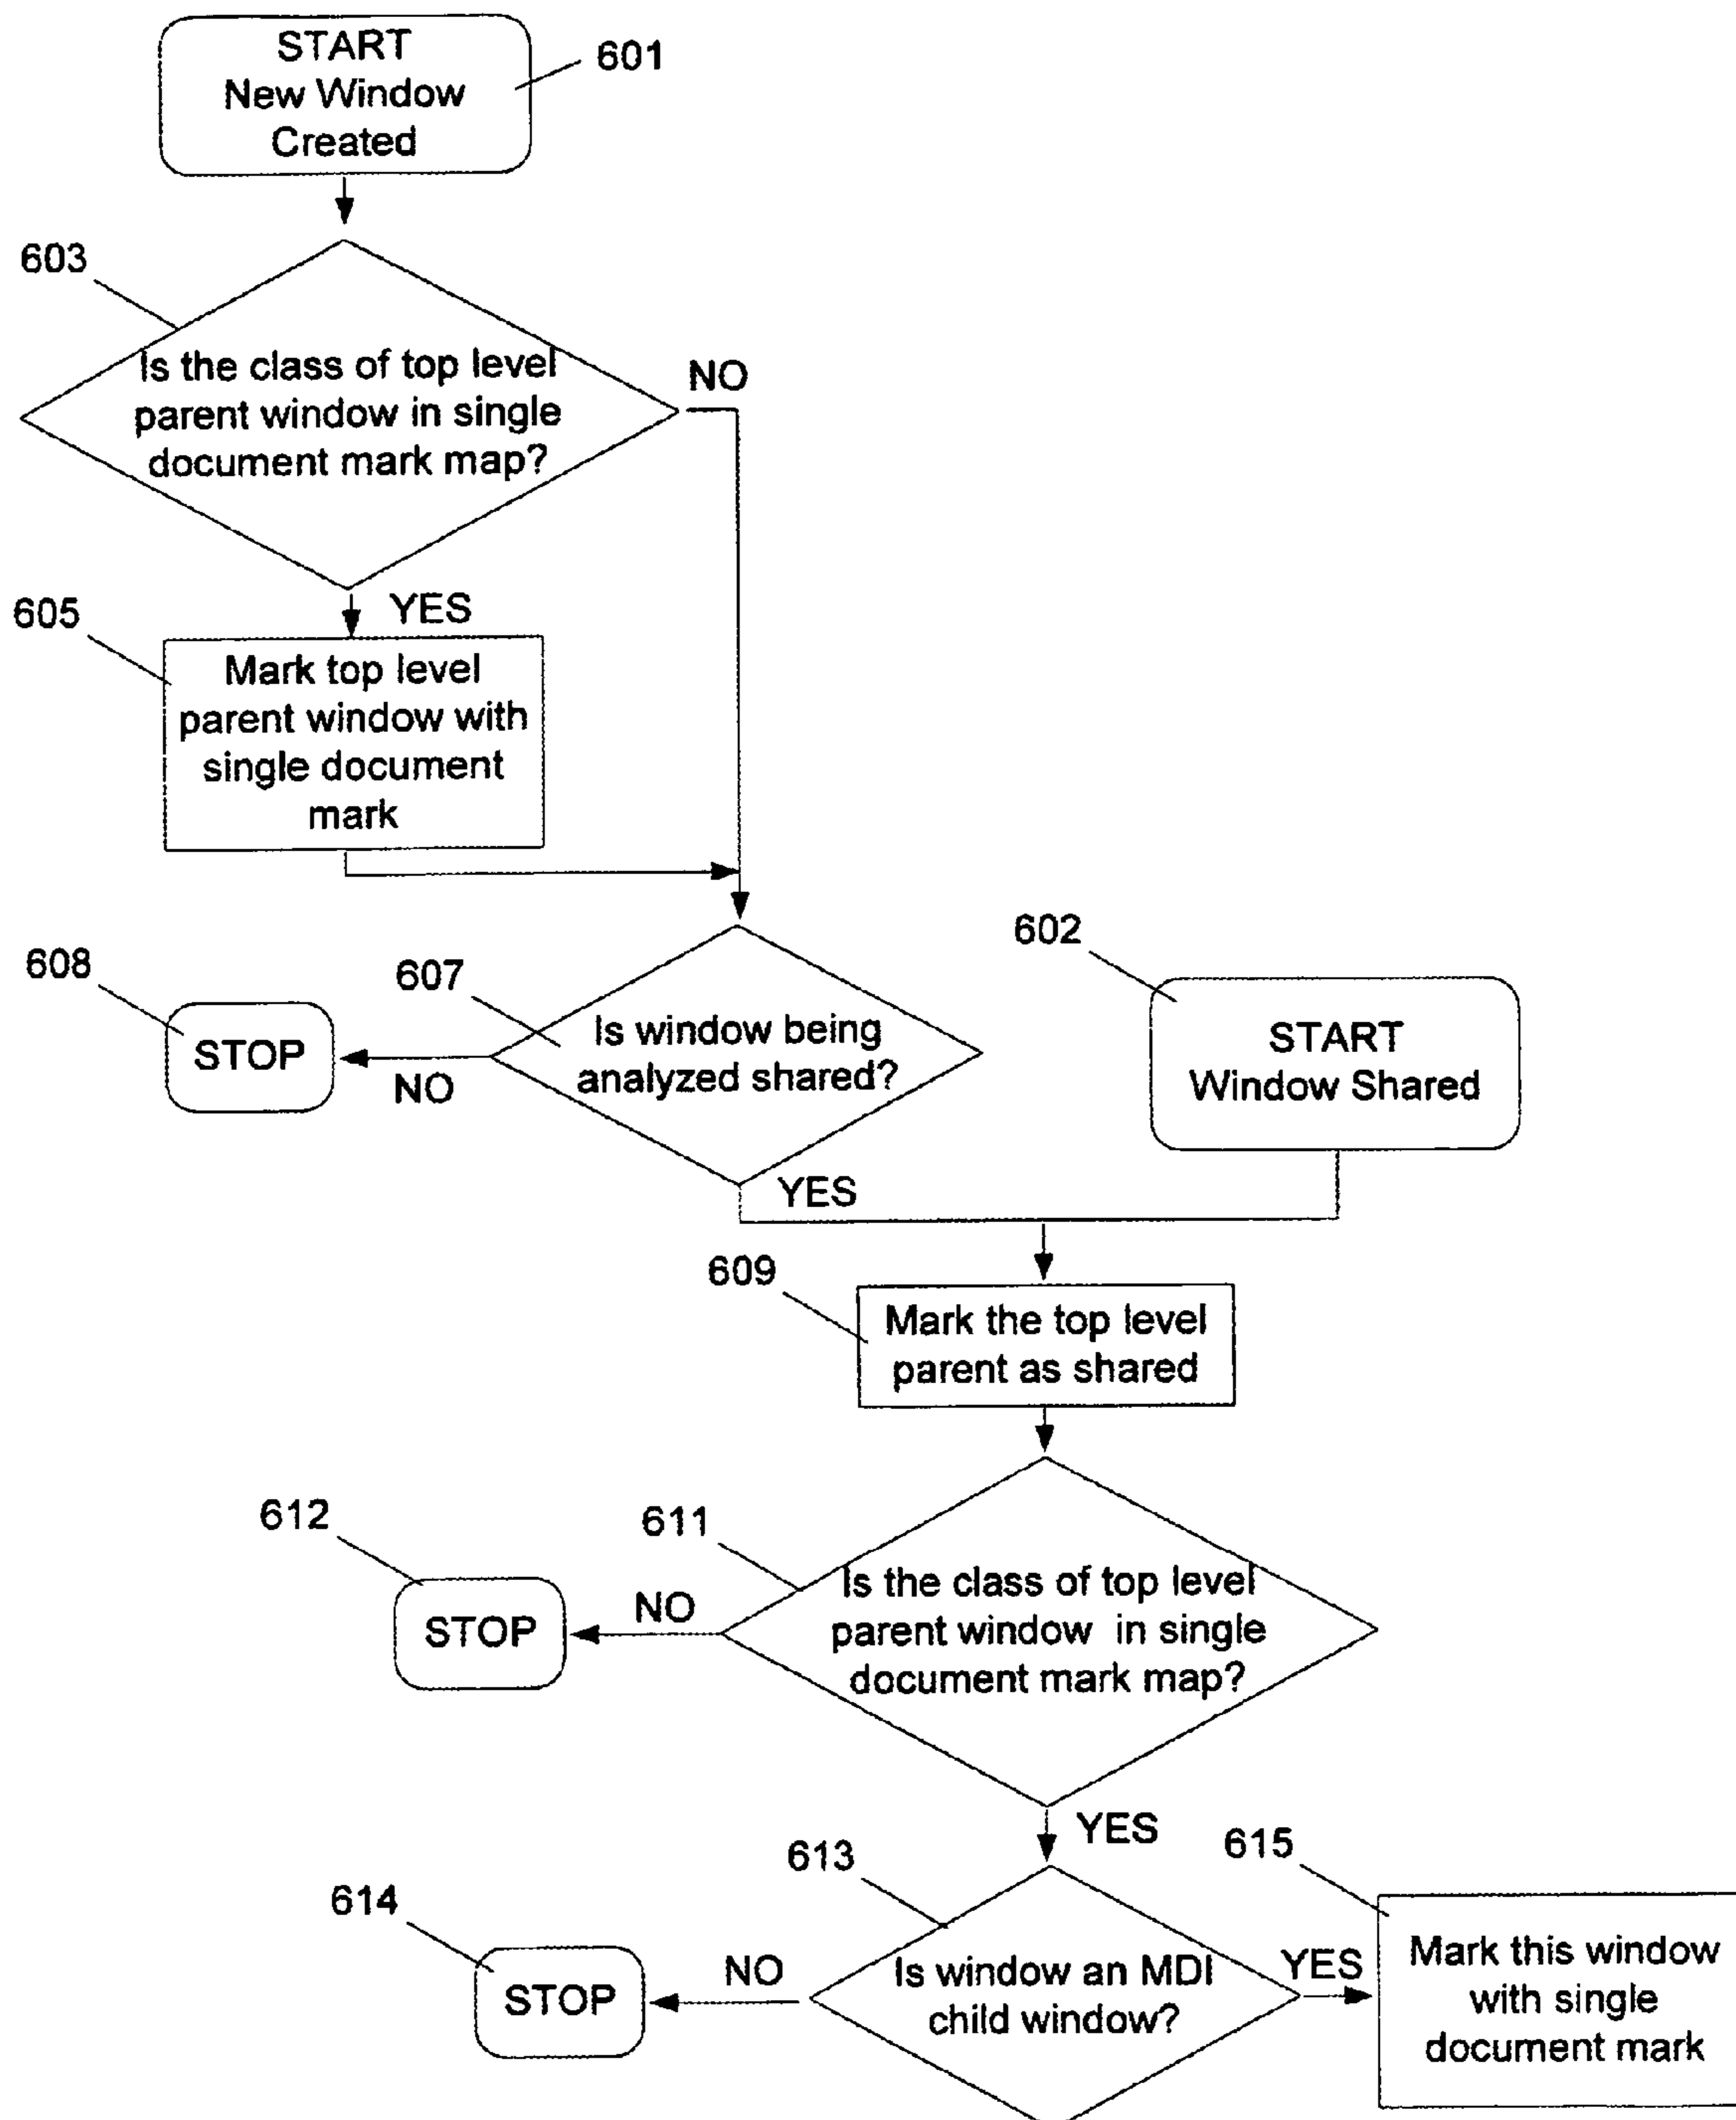 START
New Window
Created
601
603
Is the class of top level
parent window in single
document mark map?
NO
YES
605
Mark top level
parent window with
single document
mark
602
608
607
STOP
NO
Is window being
analyzed shared?
START
Window Shared
YES
609
Mark the top level
parent as shared
612
611
STOP
NO
Is the class of top level
parent window in single
document mark map?
YES
613
615
614
STOP
NO
Is window an MDI
child window?
YES
Mark this window
with single
document mark